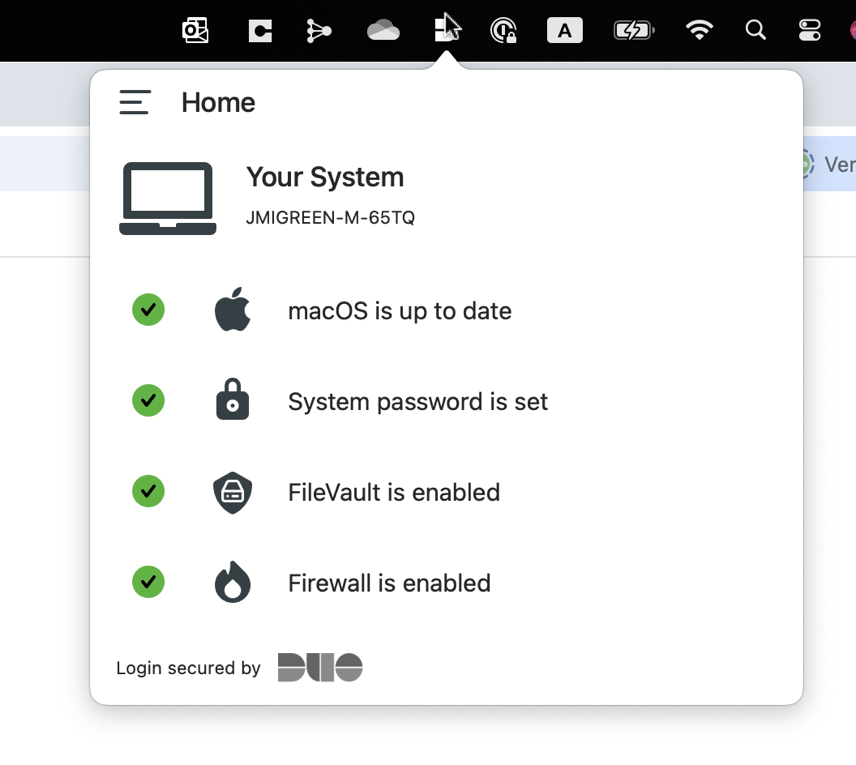 A
Home
Ver
Your System
JMIGREEN-M-65TQ
macOS is up to date
System password is set
FileVault is enabled
Firewall is enabled
Login secured by DUO